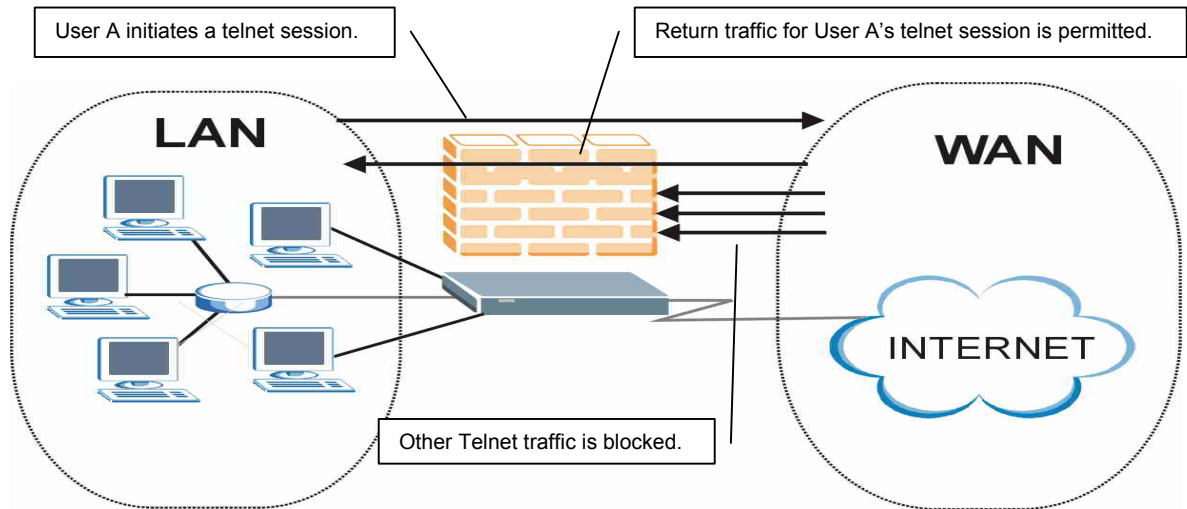 User A initiates a telnet session.
Return traffic for User A’s telnet session is permitted.
LAN
WAN
INTERNET
Other Telnet traffic is blocked.